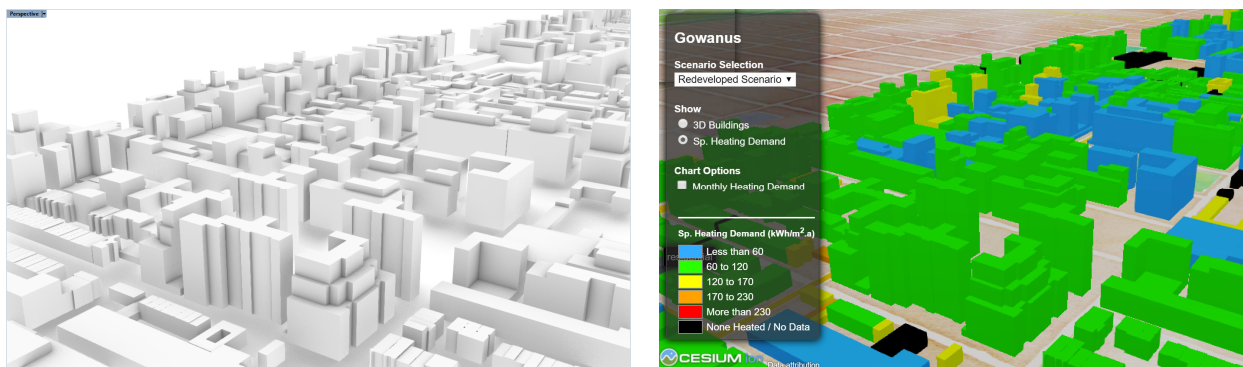 Perspective
Gowanus
Scenario Selection
Redeveloped Scenario
Show
3D Buildings
Sp. Heating Demand
Chart Options
Monthly Heating Demand
Sp. Heating Demand (kWh/m².a)
Less than 60
60 to 120
120 to 170
170 to 230
More than 230
None Heated / No Data
CESIUM ion
Data attribution